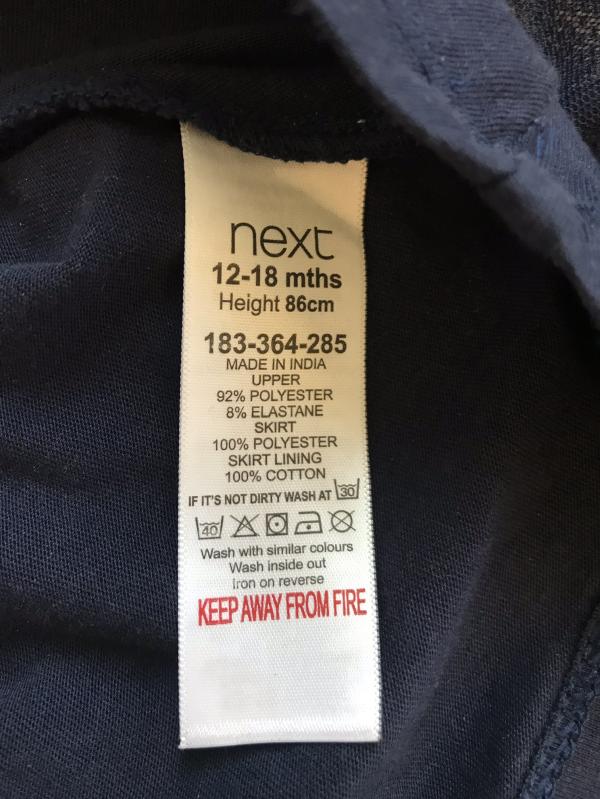 next
12-18 mths
Height 86cm
183-364-285
MADE IN INDIA
UPPER
92% POLYESTER
8% ELASTANE
SKIRT
100% POLYESTER
SKIRT LINING
100% COTTON
IF IT'S NOT DIRTY WASH AT 30
40
Wash with similar colours
Wash inside out
Iron on reverse
KEEP AWAY FROM FIRE